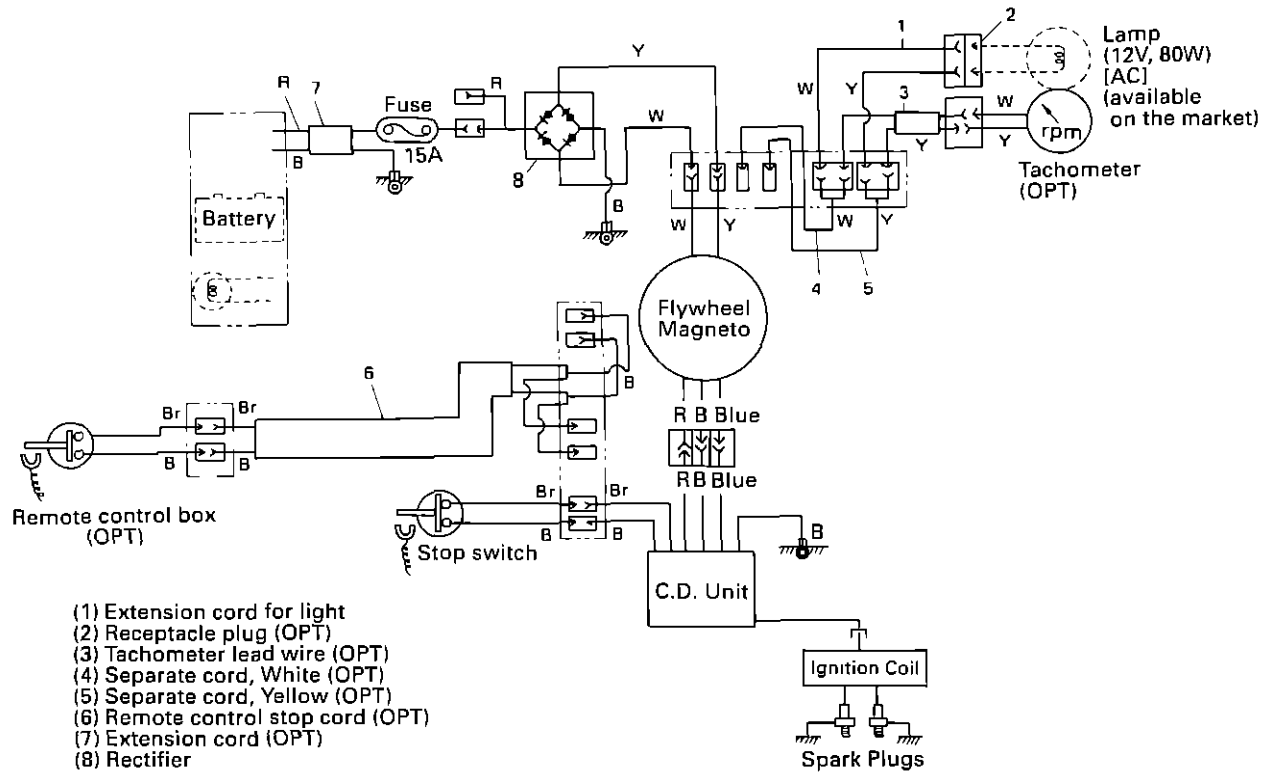 1
2
Lamp
(12V, 80W)
[AC]
(available
on the market)
R
7
Fuse
15A
R
Y
W
Y
W
3
W
Y
rpm
Tachometer
(OPT)
B
8
B
W
Y
W
Y
4
5
Battery
Flywheel
Magneto
6
B
R B Blue
R B Blue
Br
Br
B
B
Remote control box
(OPT)
Br
Br
B
B
Stop switch
B
C.D. Unit
Ignition Coil
Spark Plugs
(1) Extension cord for light
(2) Receptacle plug (OPT)
(3) Tachometer lead wire (OPT)
(4) Separate cord, White (OPT)
(5) Separate cord, Yellow (OPT)
(6) Remote control stop cord (OPT)
(7) Extension cord (OPT)
(8) Rectifier